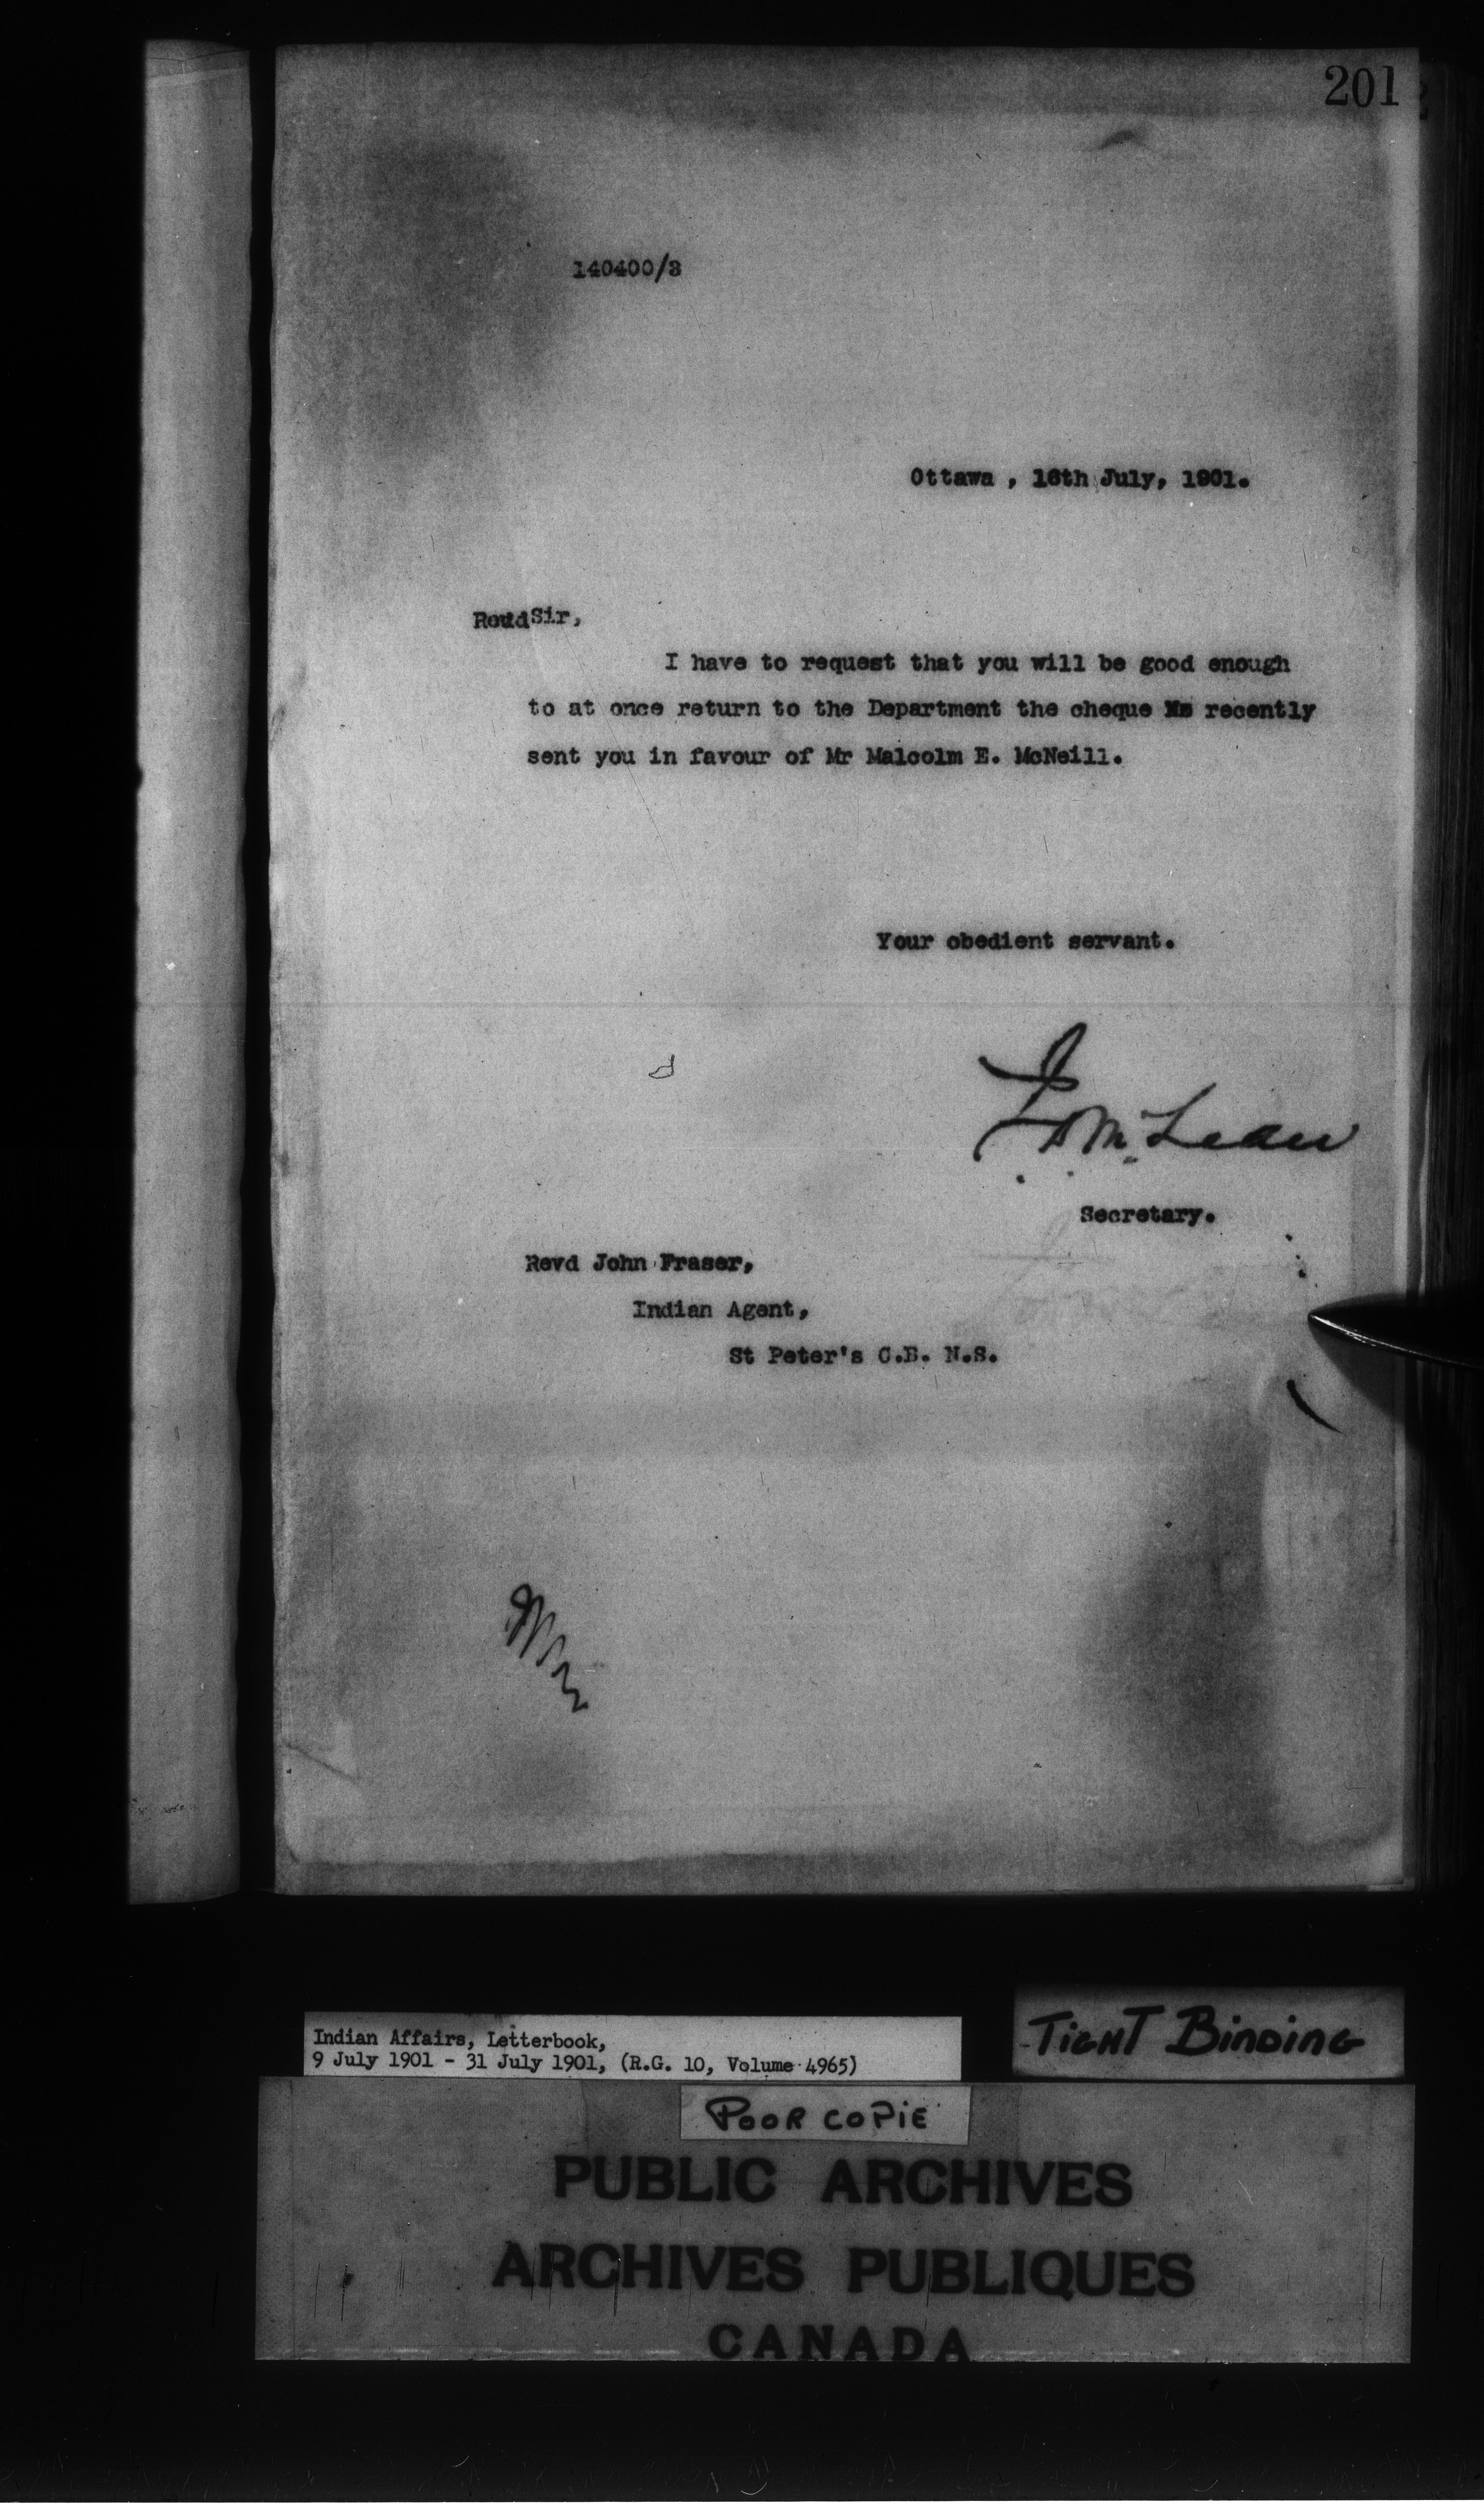 201
140400/3
Ottawa , 16th July, 1901.
Revd Sir,
I have to request that you will be good enough
to at once return to the Department the cheque recently
sent you in favour of Mr Malcolm E. McNeill.
Your obedient servant.
J. D. McLean
Secretary.
Revd John Fraser,
Indian Agent,
St Peter's C.B. N.S.
Indian Affairs, Letterbook,
9 July 1901 - 31 July 1901, (R.G. 10, Volume 4965)
TIGHT BINDING
POOR COPIE
PUBLIC ARCHIVES
ARCHIVES PUBLIQUES
CANADA